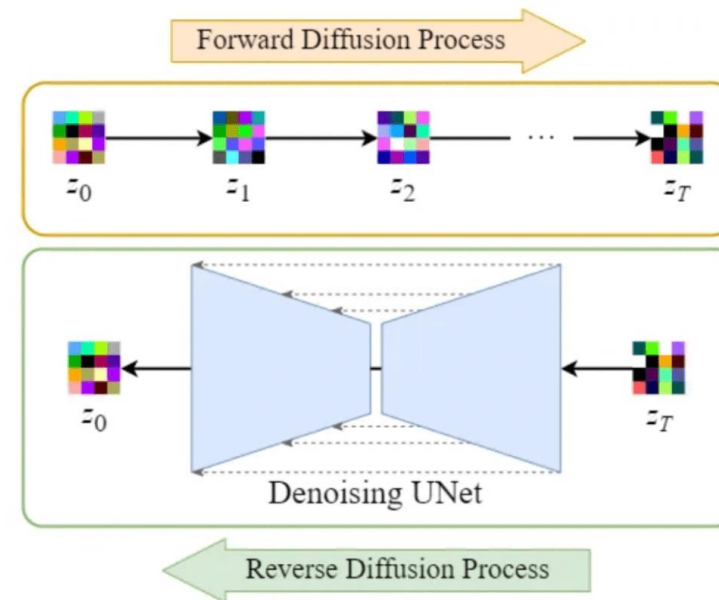 Forward Diffusion Process
z0 z1 z2 ... zT
z0 zT
Denoising UNet
Reverse Diffusion Process